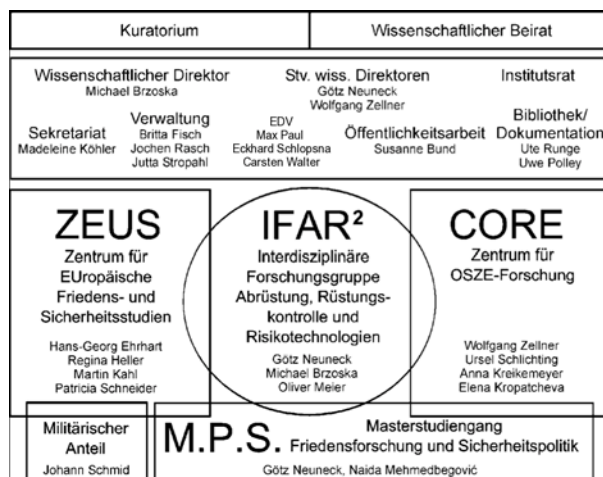 Kuratorium
Wissenschaftlicher Beirat
Wissenschaftlicher Direktor
Michael Brzoska
Stv. wiss. Direktoren
Götz Neuneck
Wolfgang Zellner
Institutsrat
Sekretariat
Madeleine Köhler
Verwaltung
Britta Fisch
Jochen Rasch
Jutta Stropahl
EDV
Max Paul
Eckhard Schlopsna
Carsten Walter
Öffentlichkeitsarbeit
Susanne Bund
Bibliothek/
Dokumentation
Ute Runge
Uwe Polley
ZEUS
Zentrum für
EUropäische
Friedens- und
Sicherheitsstudien
Hans-Georg Ehrhart
Regina Heller
Martin Kahl
Patricia Schneider
IFAR²
Interdisziplinäre
Forschungsgruppe
Abrüstung, Rüstungs-
kontrolle und
Risikotechnologien
Götz Neuneck
Michael Brzoska
Oliver Meier
CORE
Zentrum für
OSZE-Forschung
Wolfgang Zellner
Ursel Schlichting
Anna Kreikemeyer
Elena Kropatcheva
Militärischer
Anteil
Johann Schmid
M.P.S.
Masterstudiengang
Friedensforschung und Sicherheitspolitik
Götz Neuneck, Naida Mehmedbegović